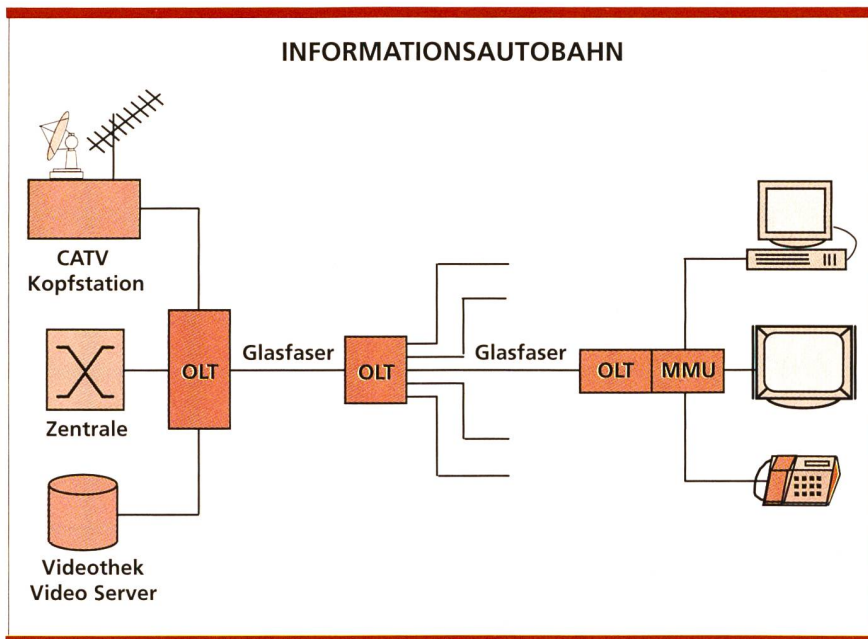 INFORMATIONSAUTOBAHN
CATV
Kopfstation
Zentrale
Videothek
Video Server
OLT
Glasfaser
OLT
Glasfaser
OLT
MMU